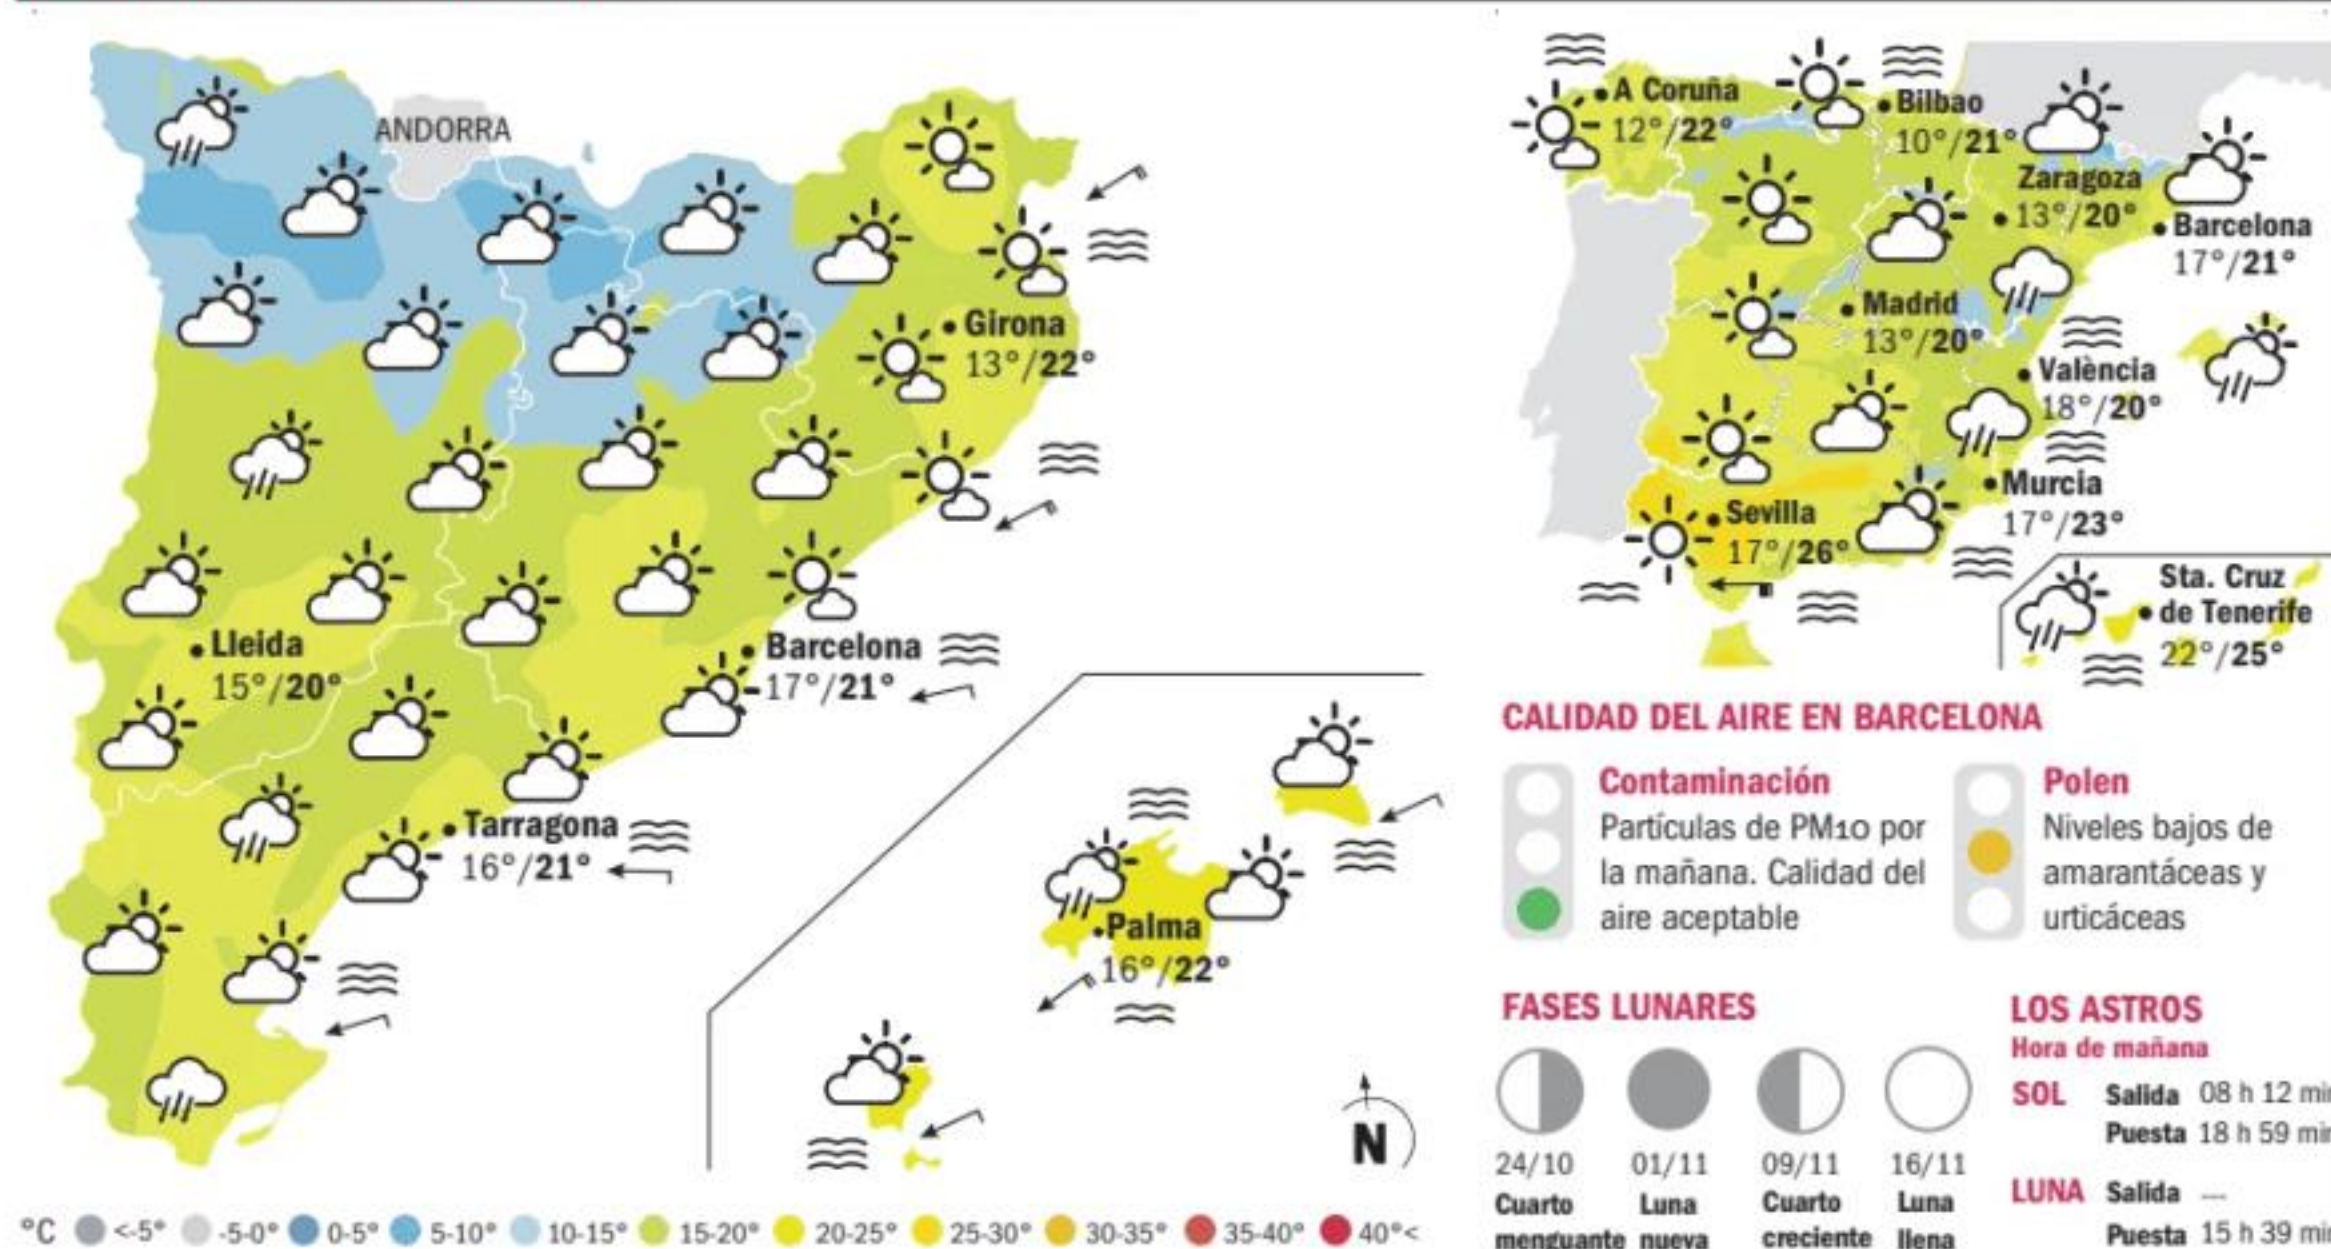 ANDORRA
Girona
13°/22°
Lleida
15°/20°
Barcelona
17°/21°
Tarragona
16°/21°
Palma
16°/22°
N
°C <-5° -5-0° 0-5° 5-10° 10-15° 15-20° 20-25° 25-30° 30-35° 35-40° 40°<
A Coruña
12°/22°
Bilbao
10°/21°
Zaragoza
13°/20°
Barcelona
17°/21°
Madrid
13°/20°
València
18°/20°
Murcia
17°/23°
Sevilla
17°/26°
Sta. Cruz
de Tenerife
22°/25°
CALIDAD DEL AIRE EN BARCELONA
Contaminación
Partículas de PM10 por
la mañana. Calidad del
aire aceptable
Polen
Niveles bajos de
amarantáceas y
urticáceas
FASES LUNARES
24/10
Cuarto
menguante
01/11
Luna
nueva
09/11
Cuarto
creciente
16/11
Luna
llena
LOS ASTROS
Hora de mañana
SOL Salida 08 h 12 min
Puesta 18 h 59 min
LUNA Salida ---
Puesta 15 h 39 min